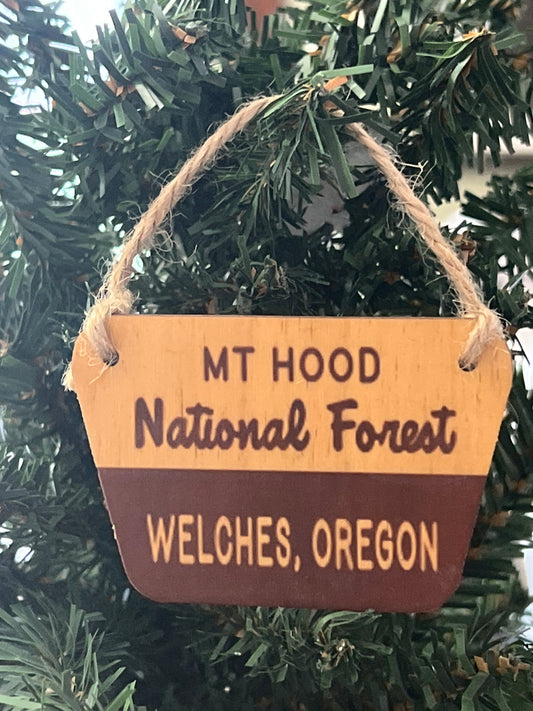 MT HOOD
National Forest
WELCHES, OREGON